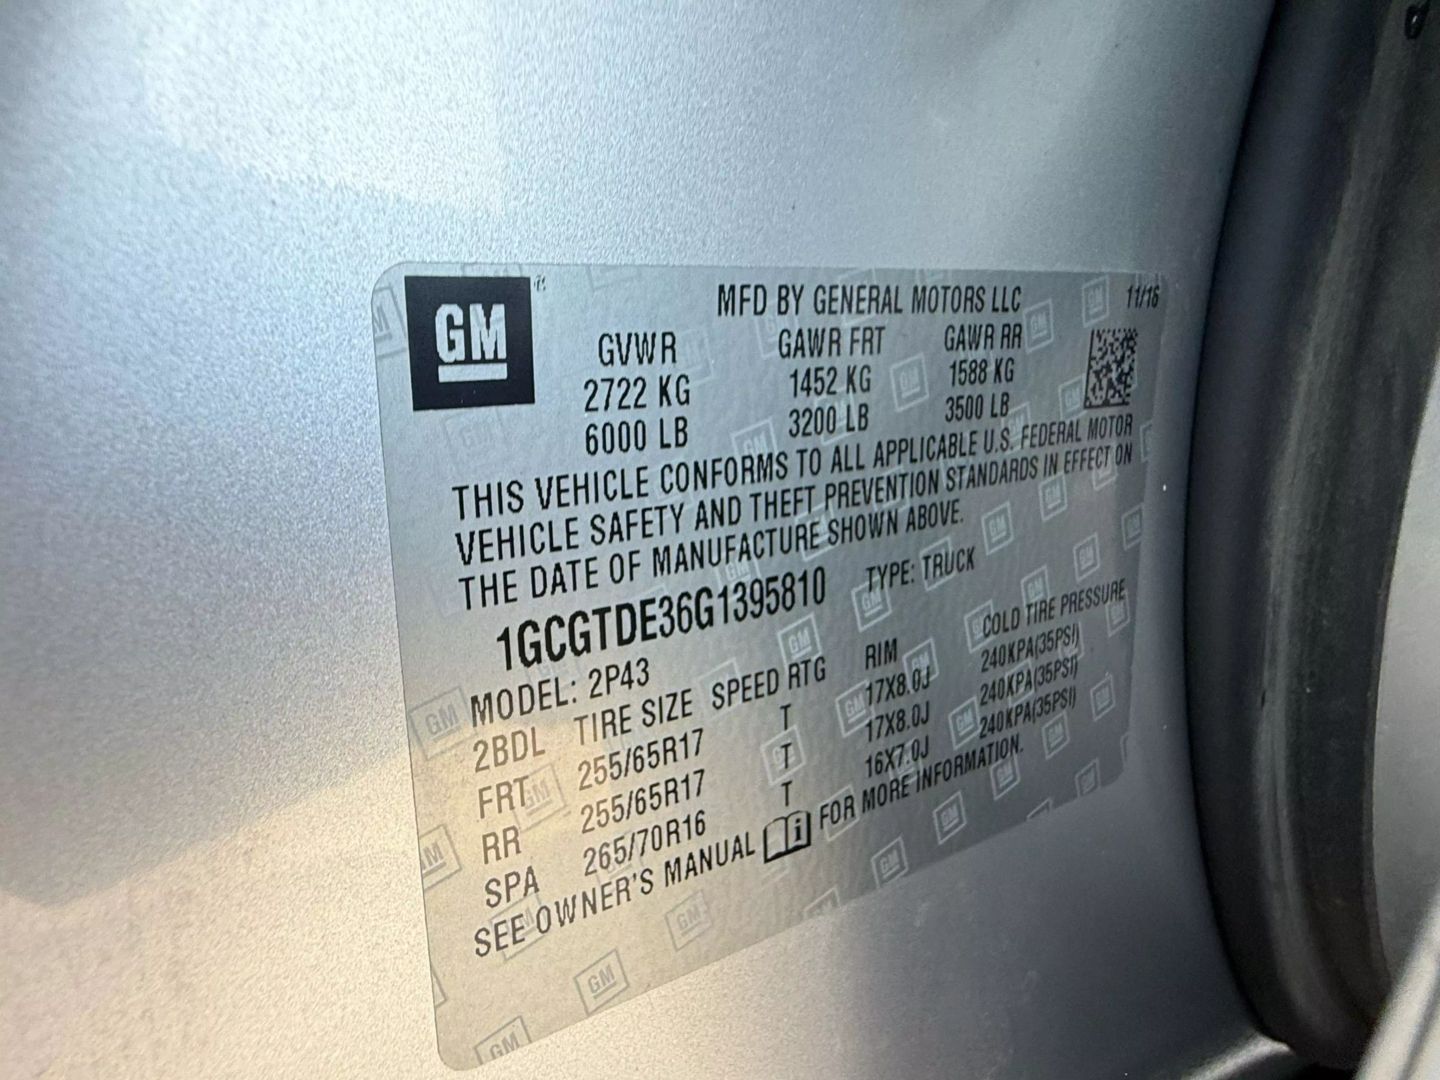 GM
MFD BY GENERAL MOTORS LLC 11/16
GVWR GAWR FRT GAWR RR
2722 KG 1452 KG 1588 KG
6000 LB 3200 LB 3500 LB
THIS VEHICLE CONFORMS TO ALL APPLICABLE U.S. FEDERAL MOTOR
VEHICLE SAFETY AND THEFT PREVENTION STANDARDS IN EFFECT ON
THE DATE OF MANUFACTURE SHOWN ABOVE.
1GCGTDE36G1395810 TYPE: TRUCK
MODEL: 2P43
2BDL TIRE SIZE SPEED RTG RIM COLD TIRE PRESSURE
FRT 255/65R17 T 17X8.0J 240KPA(35PSI)
RR 255/65R17 T 17X8.0J 240KPA(35PSI)
SPA 265/70R16 T 16X7.0J 240KPA(35PSI)
SEE OWNER'S MANUAL FOR MORE INFORMATION.